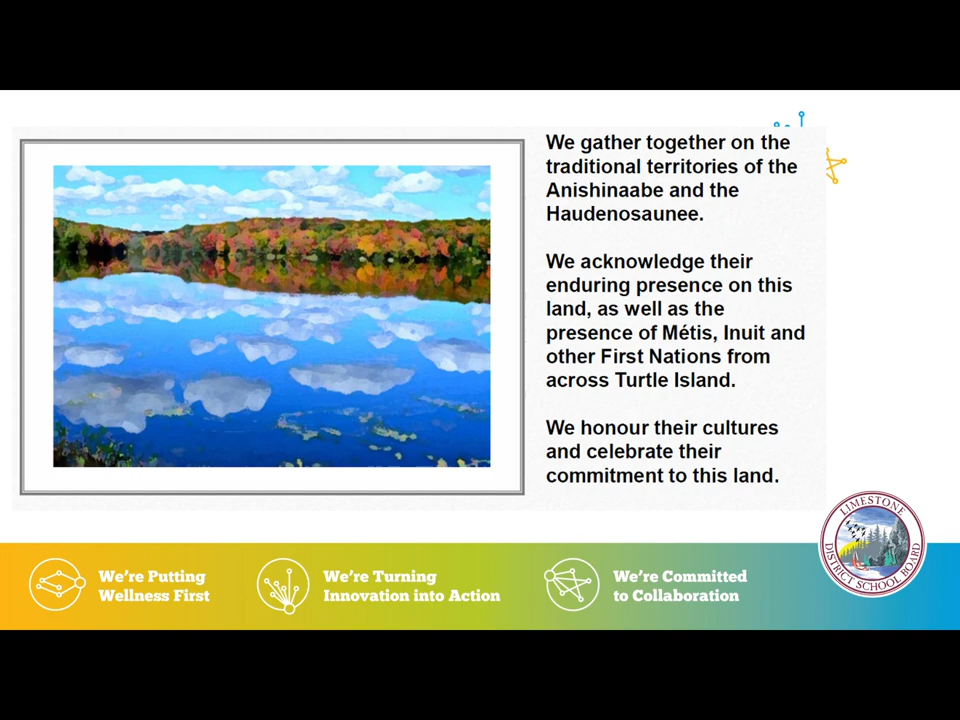 We gather together on the
traditional territories of the
Anishinaabe and the
Haudenosaunee.
We acknowledge their
enduring presence on this
land, as well as the
presence of Métis, Inuit and
other First Nations from
across Turtle Island.
We honour their cultures
and celebrate their
commitment to this land.
LIMESTONE
DISTRICT SCHOOL BOARD
We're Putting
Wellness First
We're Turning
Innovation into Action
We're Committed
to Collaboration